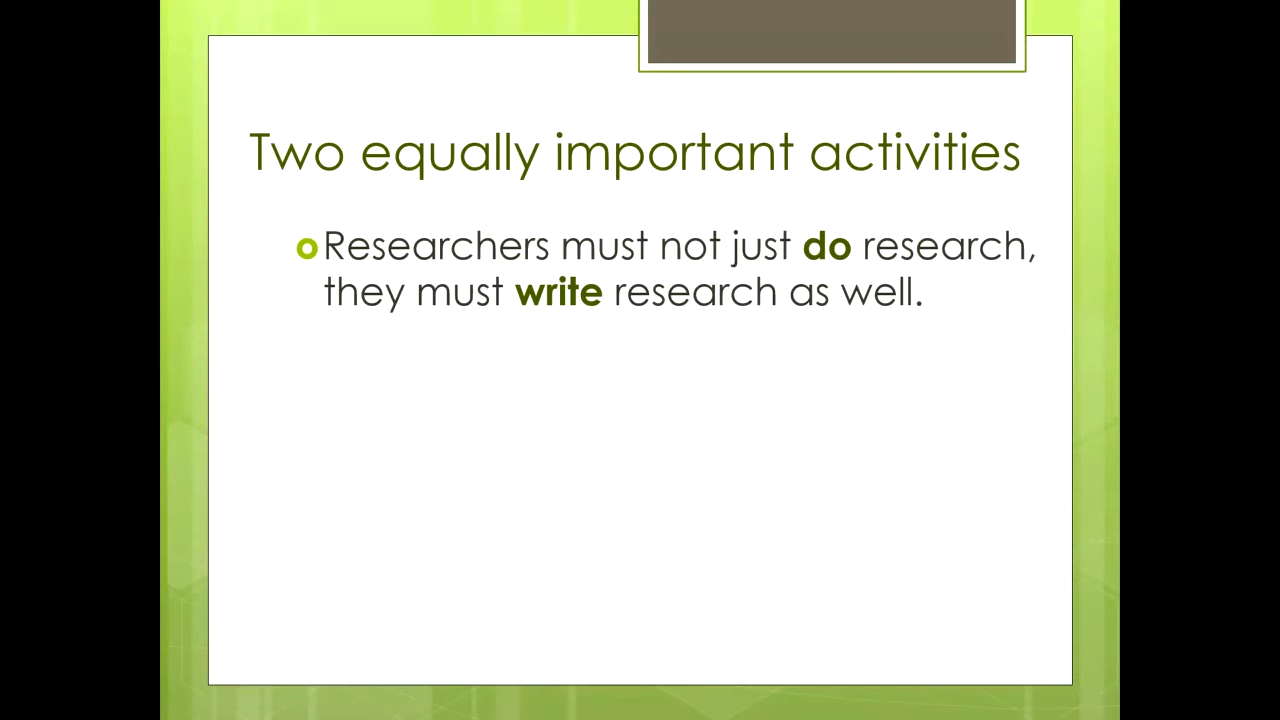 Two equally important activities
Researchers must not just do research,
they must write research as well.